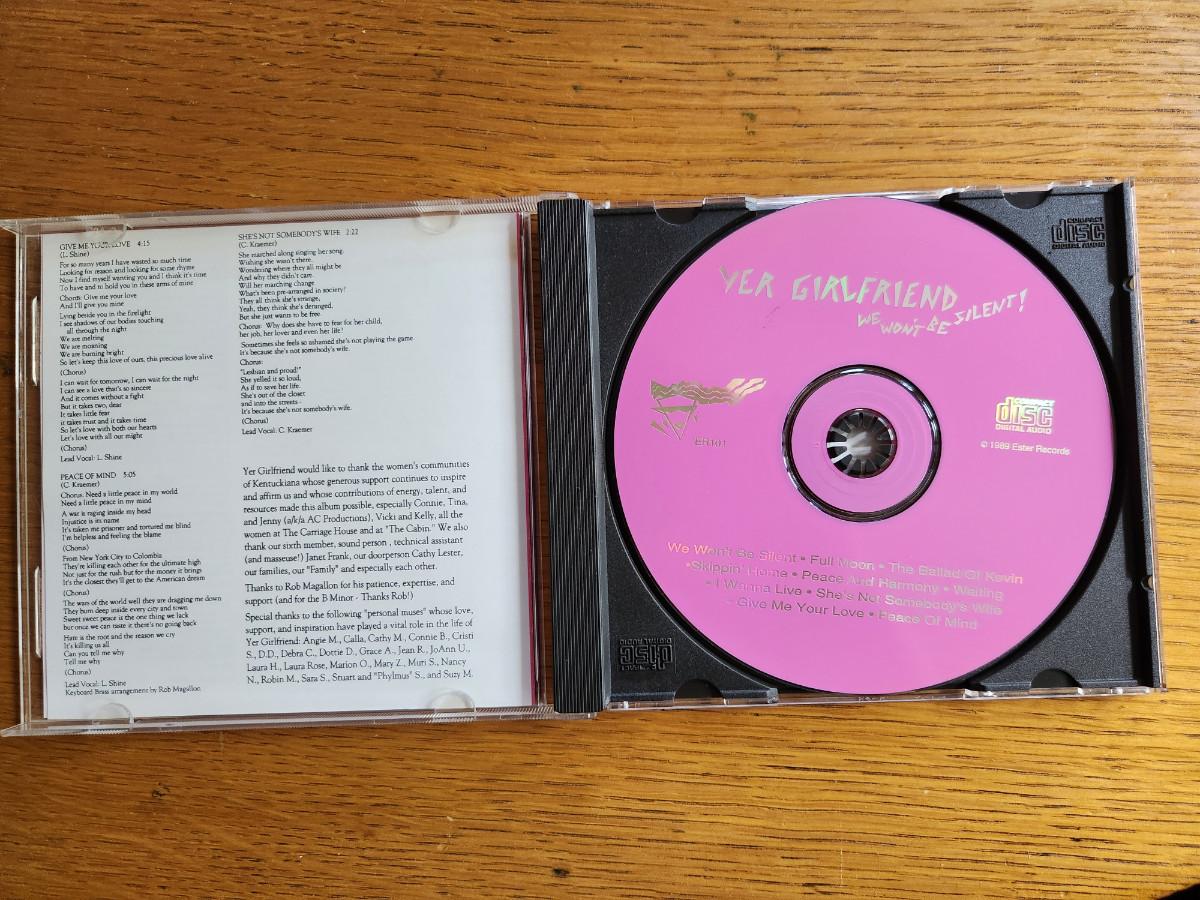 GIVE ME YOUR LOVE 4:15
(L. Shine)
For so many years I have wasted so much time
Looking for reason and looking for some rhyme
Now I find myself wanting you and I think it's time
To have and to hold you in these arms of mine
Chorus: Give me your love
And I'll give you mine
Lying beside you in the firelight
I see shadows of our bodies touching
all through the night
We are melting
We are moaning
We are burning bright
So let's keep this love of ours, this precious love alive
(Chorus)
I can wait for tomorrow, I can wait for the night
I can see a love that's so sincere
And it comes without a fight
But it takes two, dear
It takes little fear
it takes trust and it takes time
So let's love with both our hearts
Let's love with all our might
(Chorus)
Lead Vocal: L. Shine
PEACE OF MIND 5:05
(C. Kraemer)
Chorus: Need a little peace in my world
Need a little peace in my mind
A war is raging inside my head
Injustice is its name
It's taken me prisoner and tortured me blind
I'm helpless and feeling the blame
(Chorus)
From New York City to Colombia
They're killing each other for the ultimate high
Not just for the rush but for the money it brings
It's the closest they'll get to the American dream
(Chorus)
The wars of the world well they are dragging me down
They burn deep inside every city and town
Sweet sweet peace is the one thing we lack
but once we can taste it there's no going back
Hate is the root and the reason we cry
It's killing us all
Can you tell me why
Tell me why
(Chorus)
Lead Vocal: L. Shine
Keyboard Brass arrangement by Rob Magallon
SHE'S NOT SOMEBODY'S WIFE 2:22
(C. Kraemer)
She marched along singing her song.
Wishing she wasn't there.
Wondering where they all might be
And why they didn't care.
Will her marching change
What's been pre-arranged in society?
They all think she's strange,
Yeah, they think she's deranged,
But she just wants to be free.
Chorus: Why does she have to fear for her child,
her job, her lover and even her life?
Sometimes she feels so ashamed she's not playing the game
It's because she's not somebody's wife.
Chorus:
"Lesbian and proud!"
She yelled it so loud,
As if to save her life.
She's out of the closet
and into the streets -
It's because she's not somebody's wife.
(Chorus)
Lead Vocal: C. Kraemer
Yer Girlfriend would like to thank the women's communities
of Kentuckiana whose generous support continues to inspire
and affirm us and whose contributions of energy, talent, and
resources made this album possible, especially Connie, Tina,
and Jenny (a/k/a AC Productions), Vicki and Kelly, all the
women at The Carriage House and at "The Cabin." We also
thank our sixth member, sound person , technical assistant
(and masseuse!) Janet Frank, our doorperson Cathy Lester,
our families, our "Family" and especially each other.
Thanks to Rob Magallon for his patience, expertise, and
support (and for the B Minor - Thanks Rob!)
Special thanks to the following "personal muses" whose love,
support, and inspiration have played a vital role in the life of
Yer Girlfriend: Angie M., Calla, Cathy M., Connie B., Cristi
S., D.D., Debra C., Dottie D., Grace A., Jean R., JoAnn U.,
Laura H., Laura Rose, Marion O., Mary Z., Muri S., Nancy
N., Robin M., Sara S., Stuart and "Phylmus" S., and Suzy M.
YER GIRLFRIEND
WE WON'T BE SILENT!
ER101
COMPACT
disc
DIGITAL AUDIO
© 1989 Ester Records
We Won't Be Silent • Full Moon • The Ballad Of Kevin
• Skippin' Home • Peace And Harmony • Waiting
• I Wanna Live • She's Not Somebody's Wife
• Give Me Your Love • Peace Of Mind
COMPACT
disc
DIGITAL AUDIO
COMPACT
disc
DIGITAL AUDIO